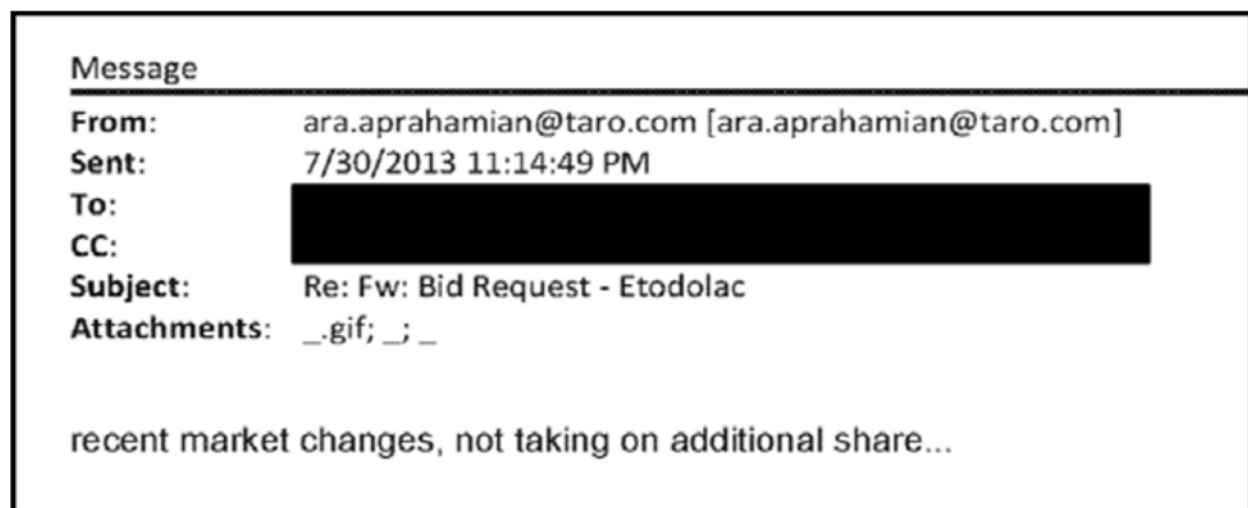 Message
From: ara.aprahamian@taro.com [ara.aprahamian@taro.com]
Sent: 7/30/2013 11:14:49 PM
To:
CC:
Subject: Re: Fw: Bid Request - Etodolac
Attachments: _.gif; _; _
recent market changes, not taking on additional share...